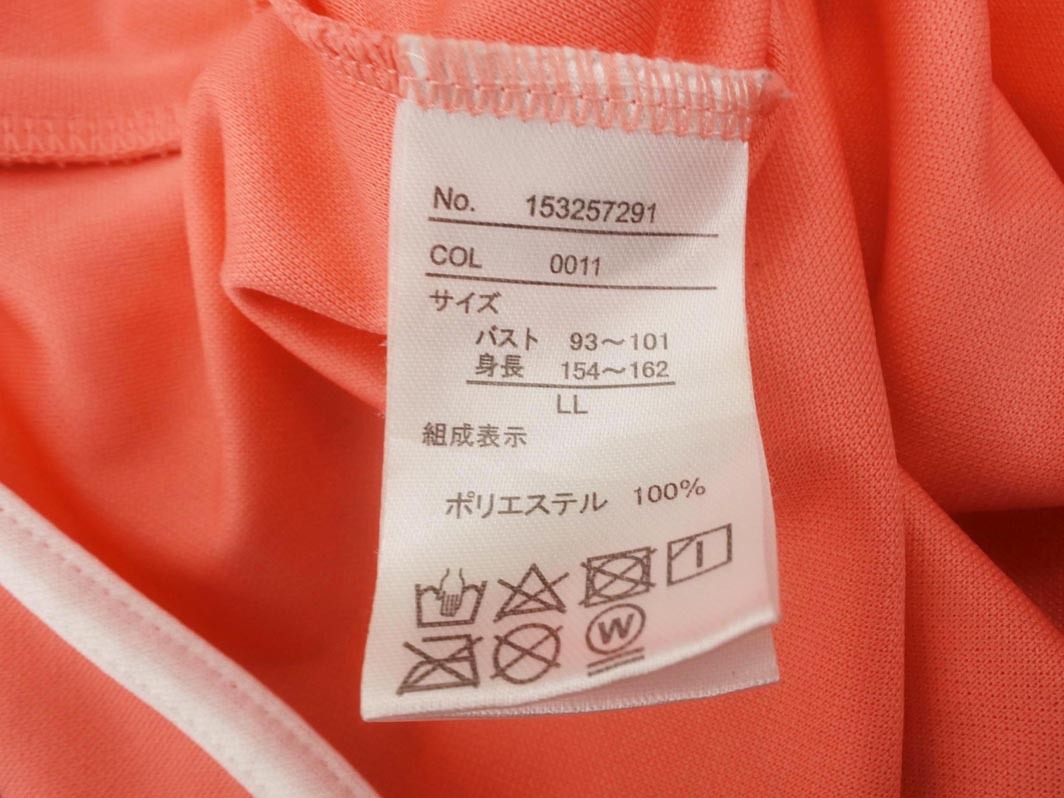 No. 153257291
COL 0011
サイズ
バスト 93～101
身長 154～162
LL
組成表示
ポリエステル 100%
W